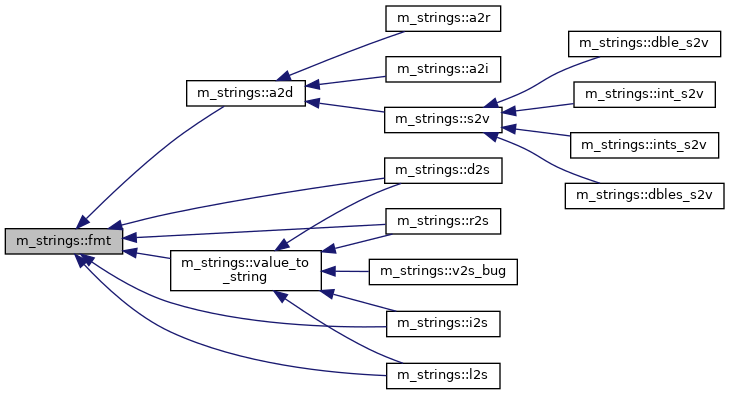 m_strings::a2r
m_strings::dble_s2v
m_strings::a2i
m_strings::a2d
m_strings::int_s2v
m_strings::s2v
m_strings::ints_s2v
m_strings::d2s
m_strings::dbles_s2v
m_strings::r2s
m_strings::fmt
m_strings::value_to
_string
m_strings::v2s_bug
m_strings::i2s
m_strings::l2s